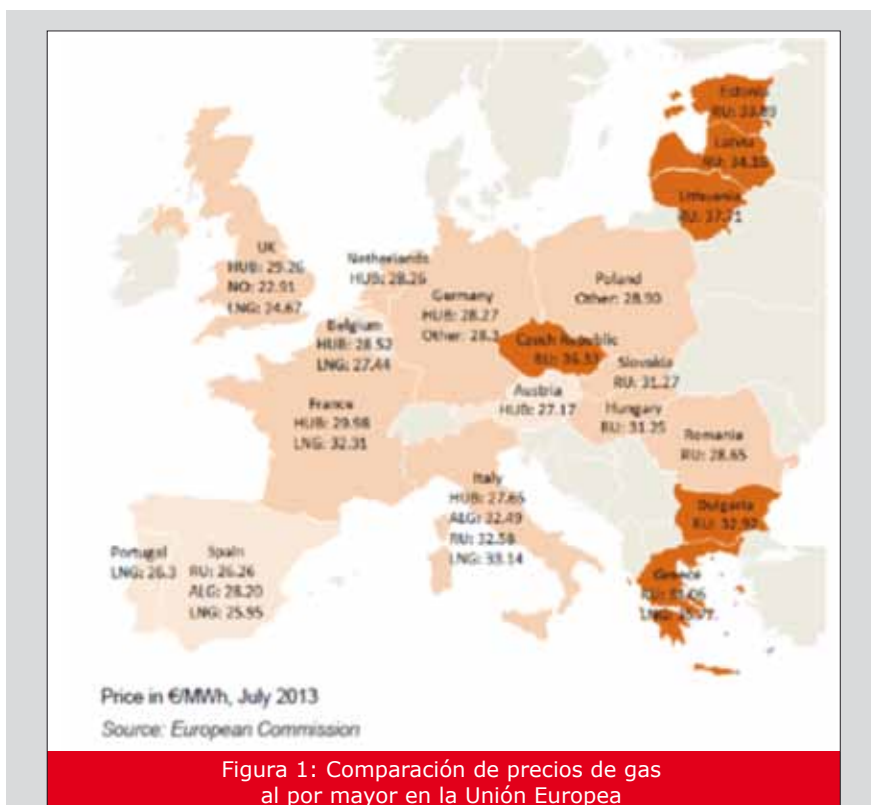 Estonia
RU:
Latvia
RU: 34.18
Lithuania
RU: 37.71
UK
HUB: 29.26
NO: 22.91
LNG: 24.67
Netherlands
HUB: 28.26
Germany
HUB: 28.27
Other: 28.3
Poland
Other: 28.90
Belgium
HUB: 28.52
LNG: 27.44
Czech Republic
RU:
Slovakia
RU: 31.27
Austria
HUB: 27.17
Hungary
RU: 31.25
Romania
RU: 28.65
France
HUB: 29.98
LNG: 32.31
Italy
HUB: 27.65
ALG: 32.49
RU: 32.58
LNG: 33.14
Bulgaria
RU: 32.92
Portugal
LNG: 26.3
Spain
RU: 26.26
ALG: 28.20
LNG: 25.95
Greece
RU:
LNG:
Price in €/MWh, July 2013
Source: European Commission
Figura 1: Comparación de precios de gas
al por mayor en la Unión Europea